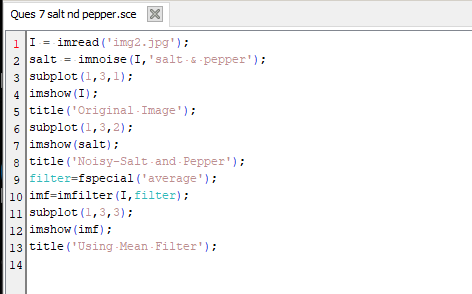 Ques 7 salt nd pepper.sce
1 I = imread('img2.jpg');
2 salt = imnoise(I,'salt & pepper');
3 subplot(1,3,1);
4 imshow(I);
5 title('Original Image');
6 subplot(1,3,2);
7 imshow(salt);
8 title('Noisy-Salt and Pepper');
9 filter=fspecial('average');
10 imf=imfilter(I,filter);
11 subplot(1,3,3);
12 imshow(imf);
13 title('Using Mean Filter');
14